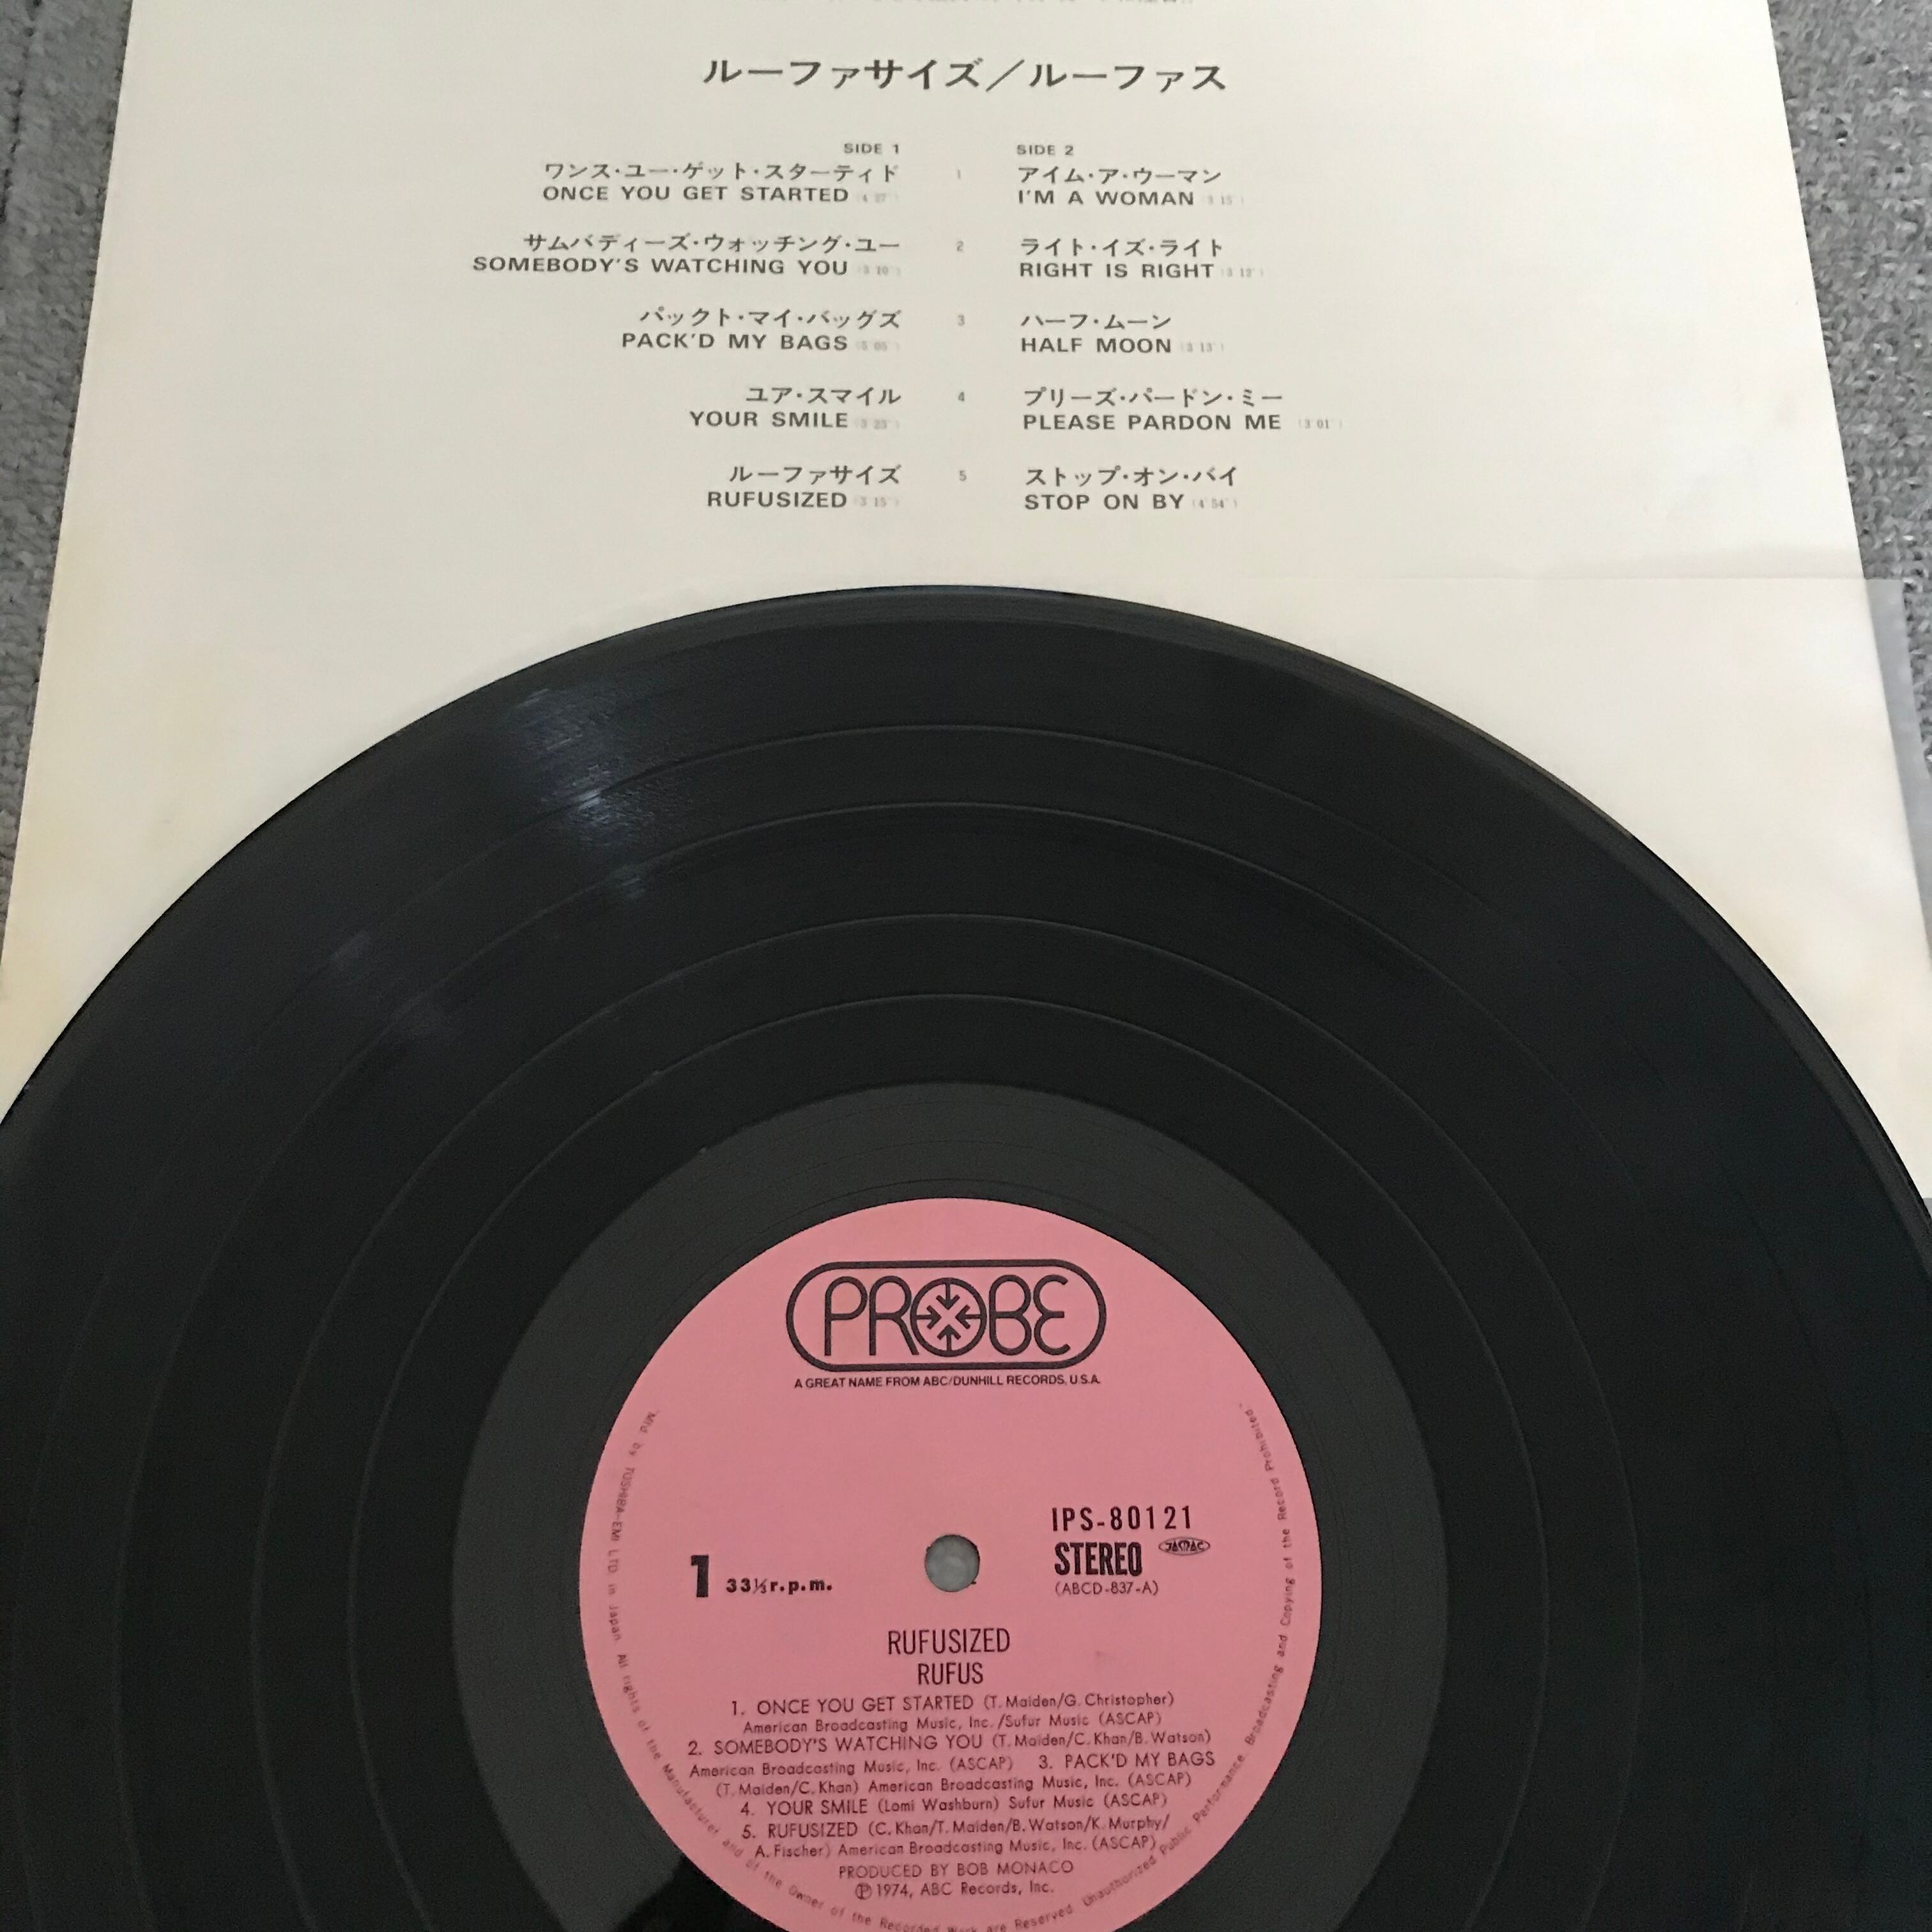 ルーファサイズ／ルーファス
SIDE 1
ワンス・ユー・ゲット・スターティド
ONCE YOU GET STARTED
サムバディーズ・ウォッチング・ユー
SOMEBODY'S WATCHING YOU
パックト・マイ・バッグズ
PACK'D MY BAGS
ユア・スマイル
YOUR SMILE
ルーファサイズ
RUFUSIZED (3 15")
1
2
3
4
5
SIDE 2
アイム・ア・ウーマン
I'M A WOMAN
ライト・イズ・ライト
RIGHT IS RIGHT
ハーフ・ムーン
HALF MOON (3 13")
プリーズ・パードン・ミー
PLEASE PARDON ME (3 01")
ストップ・オン・バイ
STOP ON BY (4 54")
PROBE
A GREAT NAME FROM ABC/DUNHILL RECORDS, U.S.A.
IPS-80121
1 33⅓ r.p.m.
STEREO JASRAC
(ABCD-837-A)
RUFUSIZED
RUFUS
1. ONCE YOU GET STARTED (T. Maiden/G. Christopher)
American Broadcasting Music, Inc./Sufur Music (ASCAP)
2. SOMEBODY'S WATCHING YOU (T. Maiden/C. Khan/B. Watson)
American Broadcasting Music, Inc. (ASCAP) 3. PACK'D MY BAGS
(T. Maiden/C. Khan) American Broadcasting Music, Inc. (ASCAP)
4. YOUR SMILE (Lomi Washburn) Sufur Music (ASCAP)
5. RUFUSIZED (C. Khan/T. Maiden/B. Watson/K. Murphy/
A. Fischer) American Broadcasting Music, Inc. (ASCAP)
PRODUCED BY BOB MONACO
Ⓟ 1974, ABC Records, Inc.
"Mfd by TOSHIBA-EMI LTD. in Japan. All rights of the Manufacturer and of the Owner of the Recorded Work are Reserved. Unauthorized Public Performance, Broadcasting and Copying of the Record Prohibited"